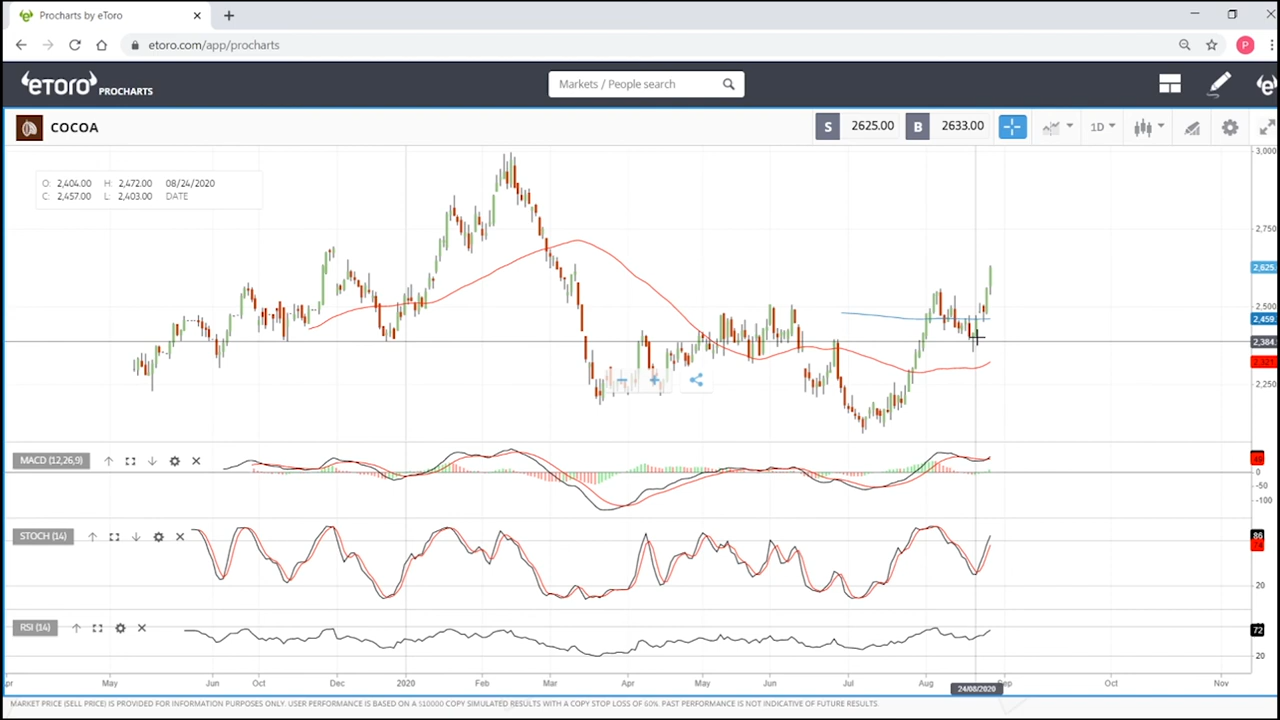 Procharts by eToro
etoro.com/app/procharts
P
eToro PROCHARTS
Markets / People search
COCOA
S 2625.00 B 2633.00
1D
O: 2,404.00 H: 2,472.00 08/24/2020
C: 2,457.00 L: 2,403.00 DATE
3,000
2,750
2,625
2,500
2,459
2,384
2,321
2,250
MACD (12,26,9)
0
-50
-100
STOCH (14)
86
20
RSI (14)
72
20
May Jun Oct Dec 2020 Feb Mar Apr May Jun Jul Aug Sep Oct Nov
24/08/2020
MARKET PRICE (SELL PRICE) IS PROVIDED FOR INFORMATION PURPOSES ONLY. USER PERFORMANCE IS BASED ON A $10000 COPY SIMULATED RESULTS WITH A COPY STOP LOSS OF 60%. PAST PERFORMANCE IS NOT INDICATIVE OF FUTURE RESULTS.